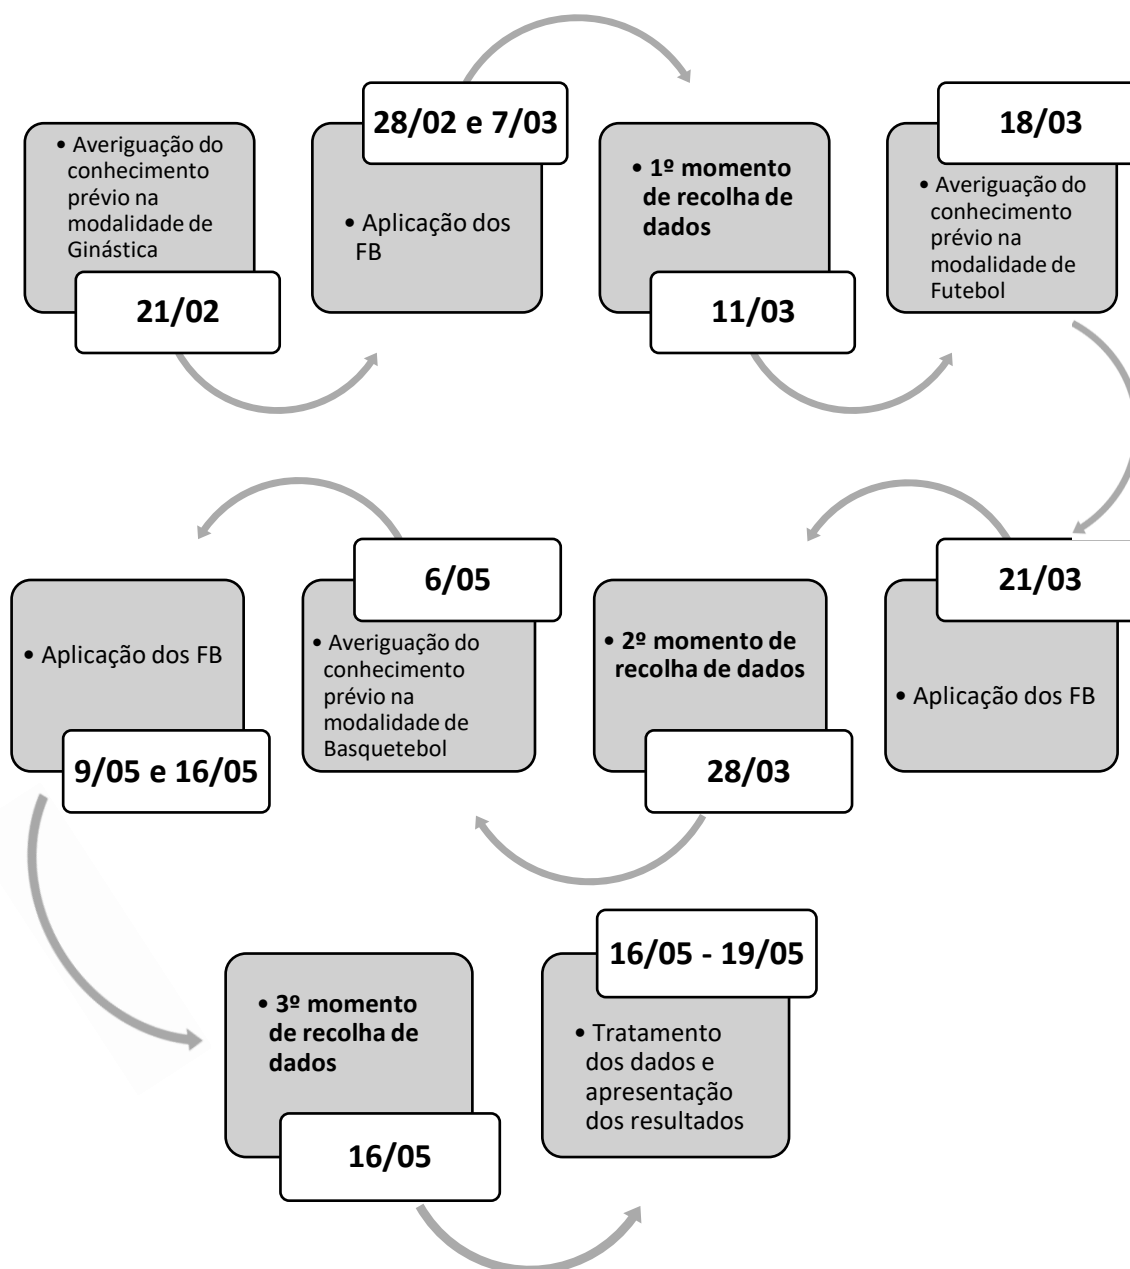 • Averiguação do
conhecimento
prévio na
modalidade de
Ginástica
21/02
28/02 e 7/03
• Aplicação dos
FB
• 1º momento
de recolha de
dados
11/03
18/03
• Averiguação do
conhecimento
prévio na
modalidade de
Futebol
21/03
• Aplicação dos FB
• 2º momento de
recolha de dados
28/03
6/05
• Averiguação do
conhecimento
prévio na
modalidade de
Basquetebol
• Aplicação dos FB
9/05 e 16/05
• 3º momento
de recolha de
dados
16/05
16/05 - 19/05
• Tratamento
dos dados e
apresentação
dos resultados